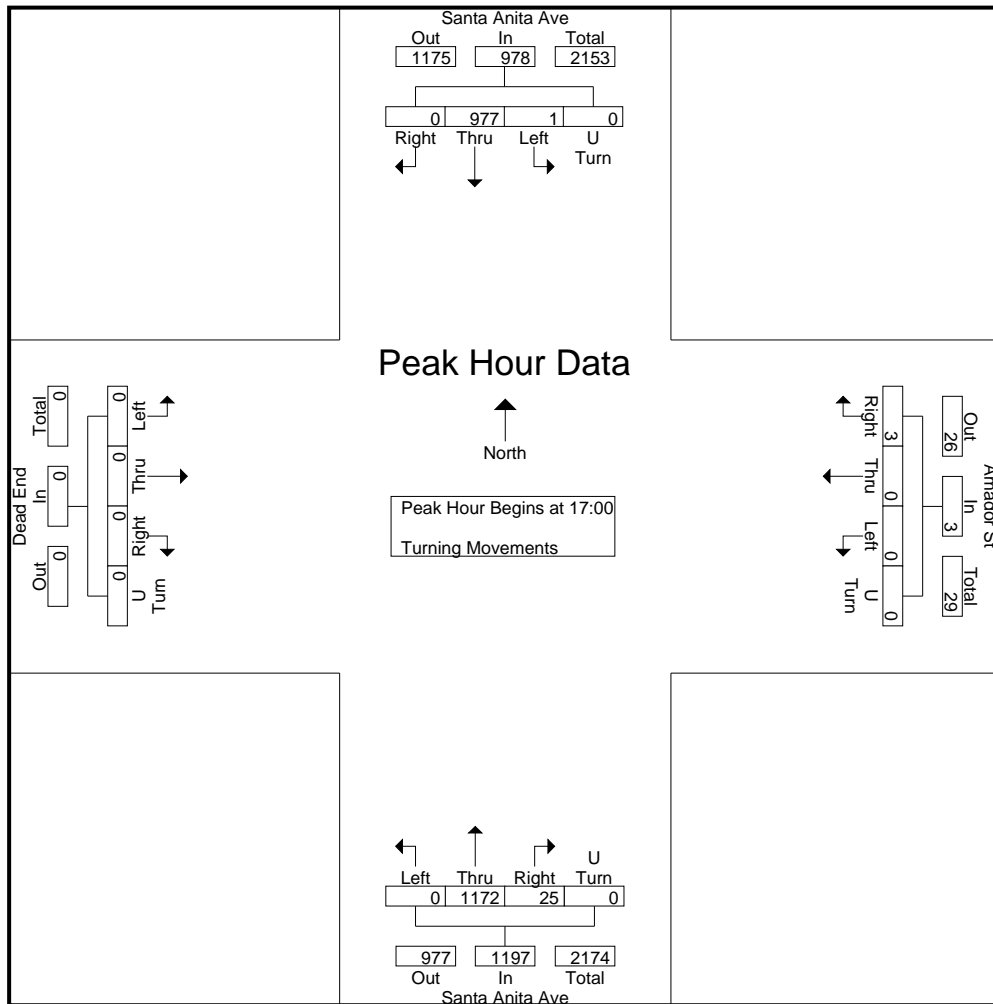 Santa Anita Ave
Out In Total
1175 978 2153
0 977 1 0
Right Thru Left U
Turn
Peak Hour Data
North
Peak Hour Begins at 17:00
Turning Movements
Dead End
Total In Out
0 0 0
0 0 0 0
Left Thru Right U
Turn
Right Thru Left U
Turn
3 0 0 0
Out In Total
26 3 29
Amador St
U
Left Thru Right Turn
0 1172 25 0
977 1197 2174
Out In Total
Santa Anita Ave